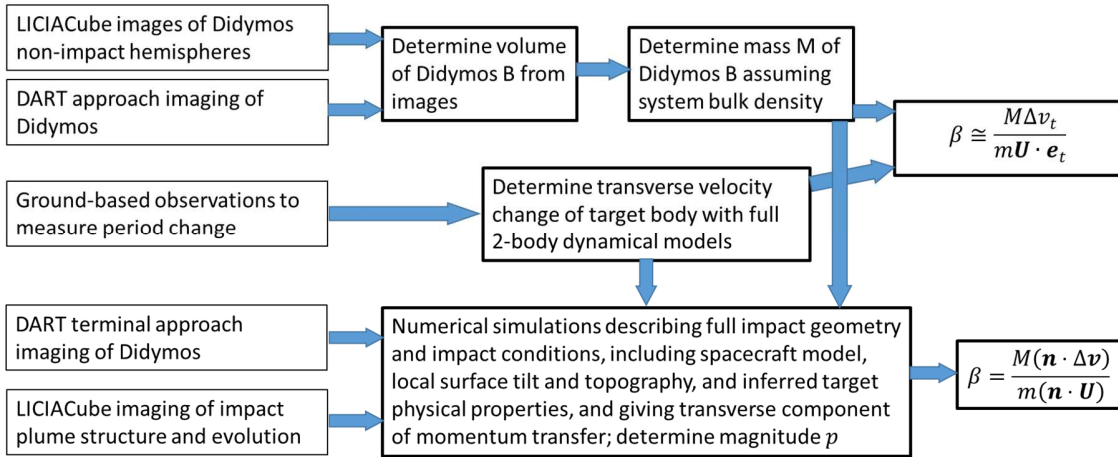 LICIACube images of Didymos
non-impact hemispheres
DART approach imaging of
Didymos
Determine volume
of Didymos B from
images
Determine mass M of
Didymos B assuming
system bulk density
β ≅ MΔv_t / mU · e_t
Ground-based observations to
measure period change
Determine transverse velocity
change of target body with full
2-body dynamical models
DART terminal approach
imaging of Didymos
LICIACube imaging of impact
plume structure and evolution
Numerical simulations describing full impact geometry
and impact conditions, including spacecraft model,
local surface tilt and topography, and inferred target
physical properties, and giving transverse component
of momentum transfer; determine magnitude p
β = M(n · Δv) / m(n · U)